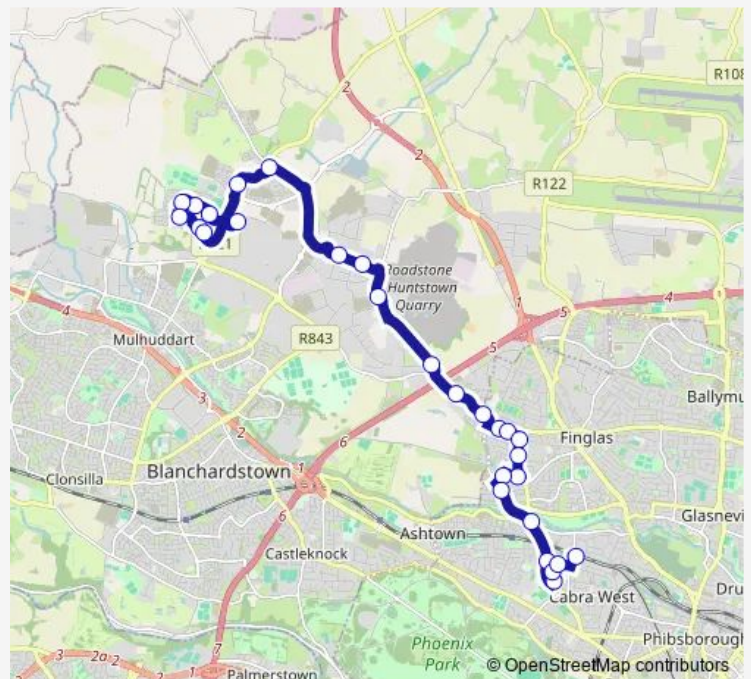 R108
2
2
R122
Roadstone
Huntstown
Quarry
4
1
5
4
Mulhuddart
R843
5
3
Ballymu
2
6
Finglas
Clonsilla
Blanchardstown
1
Glasnevi
6
Ashtown
Castleknock
Cabra West
Dru
Phibsborough
7
Phoenix
Park
3
2a
2
1
Palmerstown
© OpenStreetMap contributors